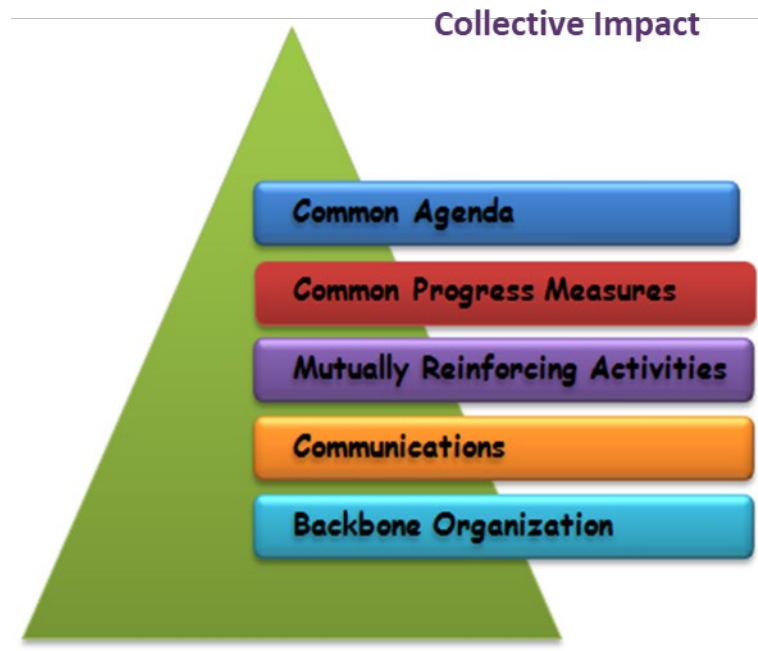 Collective Impact
Common Agenda
Common Progress Measures
Mutually Reinforcing Activities
Communications
Backbone Organization